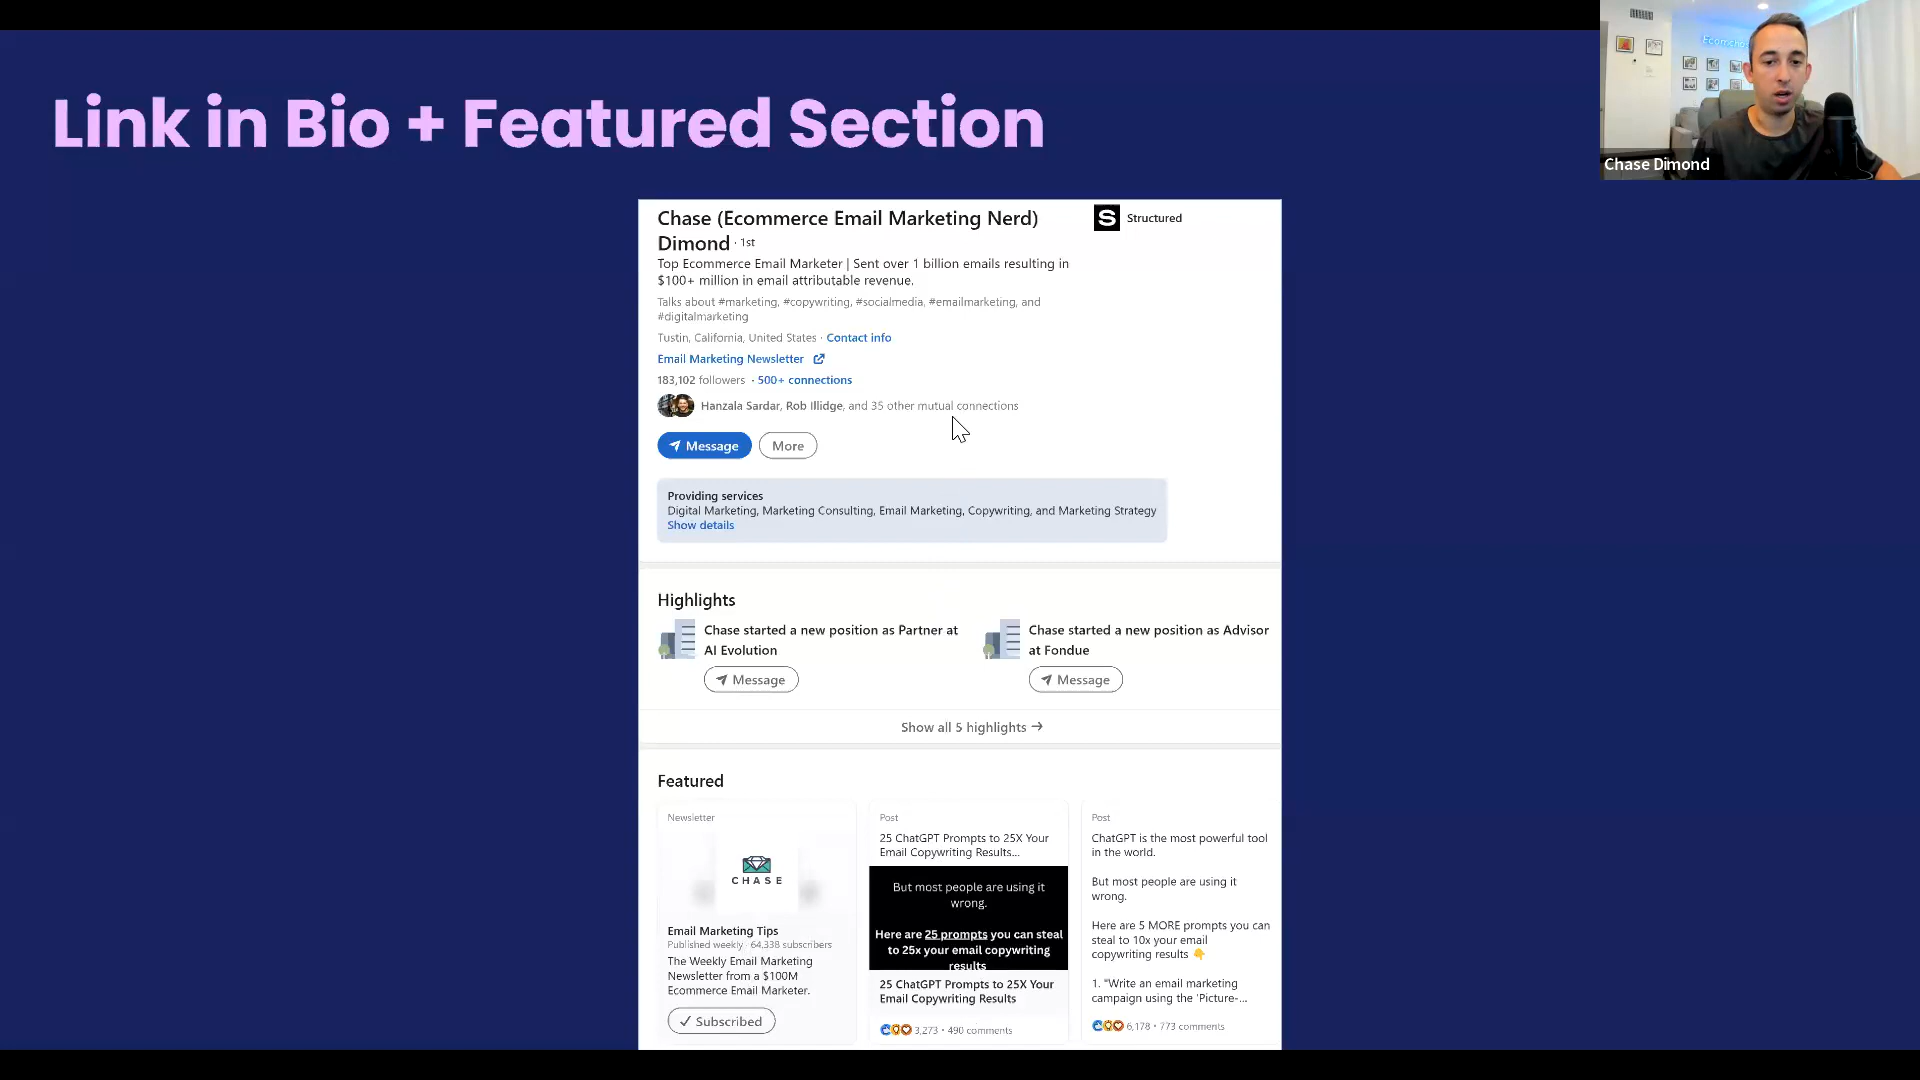 Link in Bio + Featured Section
Chase Dimond
Chase (Ecommerce Email Marketing Nerd)
Dimond · 1st
S Structured
Top Ecommerce Email Marketer | Sent over 1 billion emails resulting in
$100+ million in email attributable revenue.
Talks about #marketing, #copywriting, #socialmedia, #emailmarketing, and
#digitalmarketing
Tustin, California, United States · Contact info
Email Marketing Newsletter
183,102 followers · 500+ connections
Hanzala Sardar, Rob Illidge, and 35 other mutual connections
Message
More
Providing services
Digital Marketing, Marketing Consulting, Email Marketing, Copywriting, and Marketing Strategy
Show details
Highlights
Chase started a new position as Partner at
AI Evolution
Message
Chase started a new position as Advisor
at Fondue
Message
Show all 5 highlights →
Featured
Newsletter
CHASE
Email Marketing Tips
Published weekly · 64,338 subscribers
The Weekly Email Marketing
Newsletter from a $100M
Ecommerce Email Marketer.
✓ Subscribed
Post
25 ChatGPT Prompts to 25X Your
Email Copywriting Results...
But most people are using it
wrong.
Here are 25 prompts you can steal
to 25x your email copywriting
results
25 ChatGPT Prompts to 25X Your
Email Copywriting Results
3,273 · 490 comments
Post
ChatGPT is the most powerful tool
in the world.
But most people are using it
wrong.
Here are 5 MORE prompts you can
steal to 10x your email
copywriting results 👇
1. "Write an email marketing
campaign using the 'Picture-...
6,178 · 773 comments